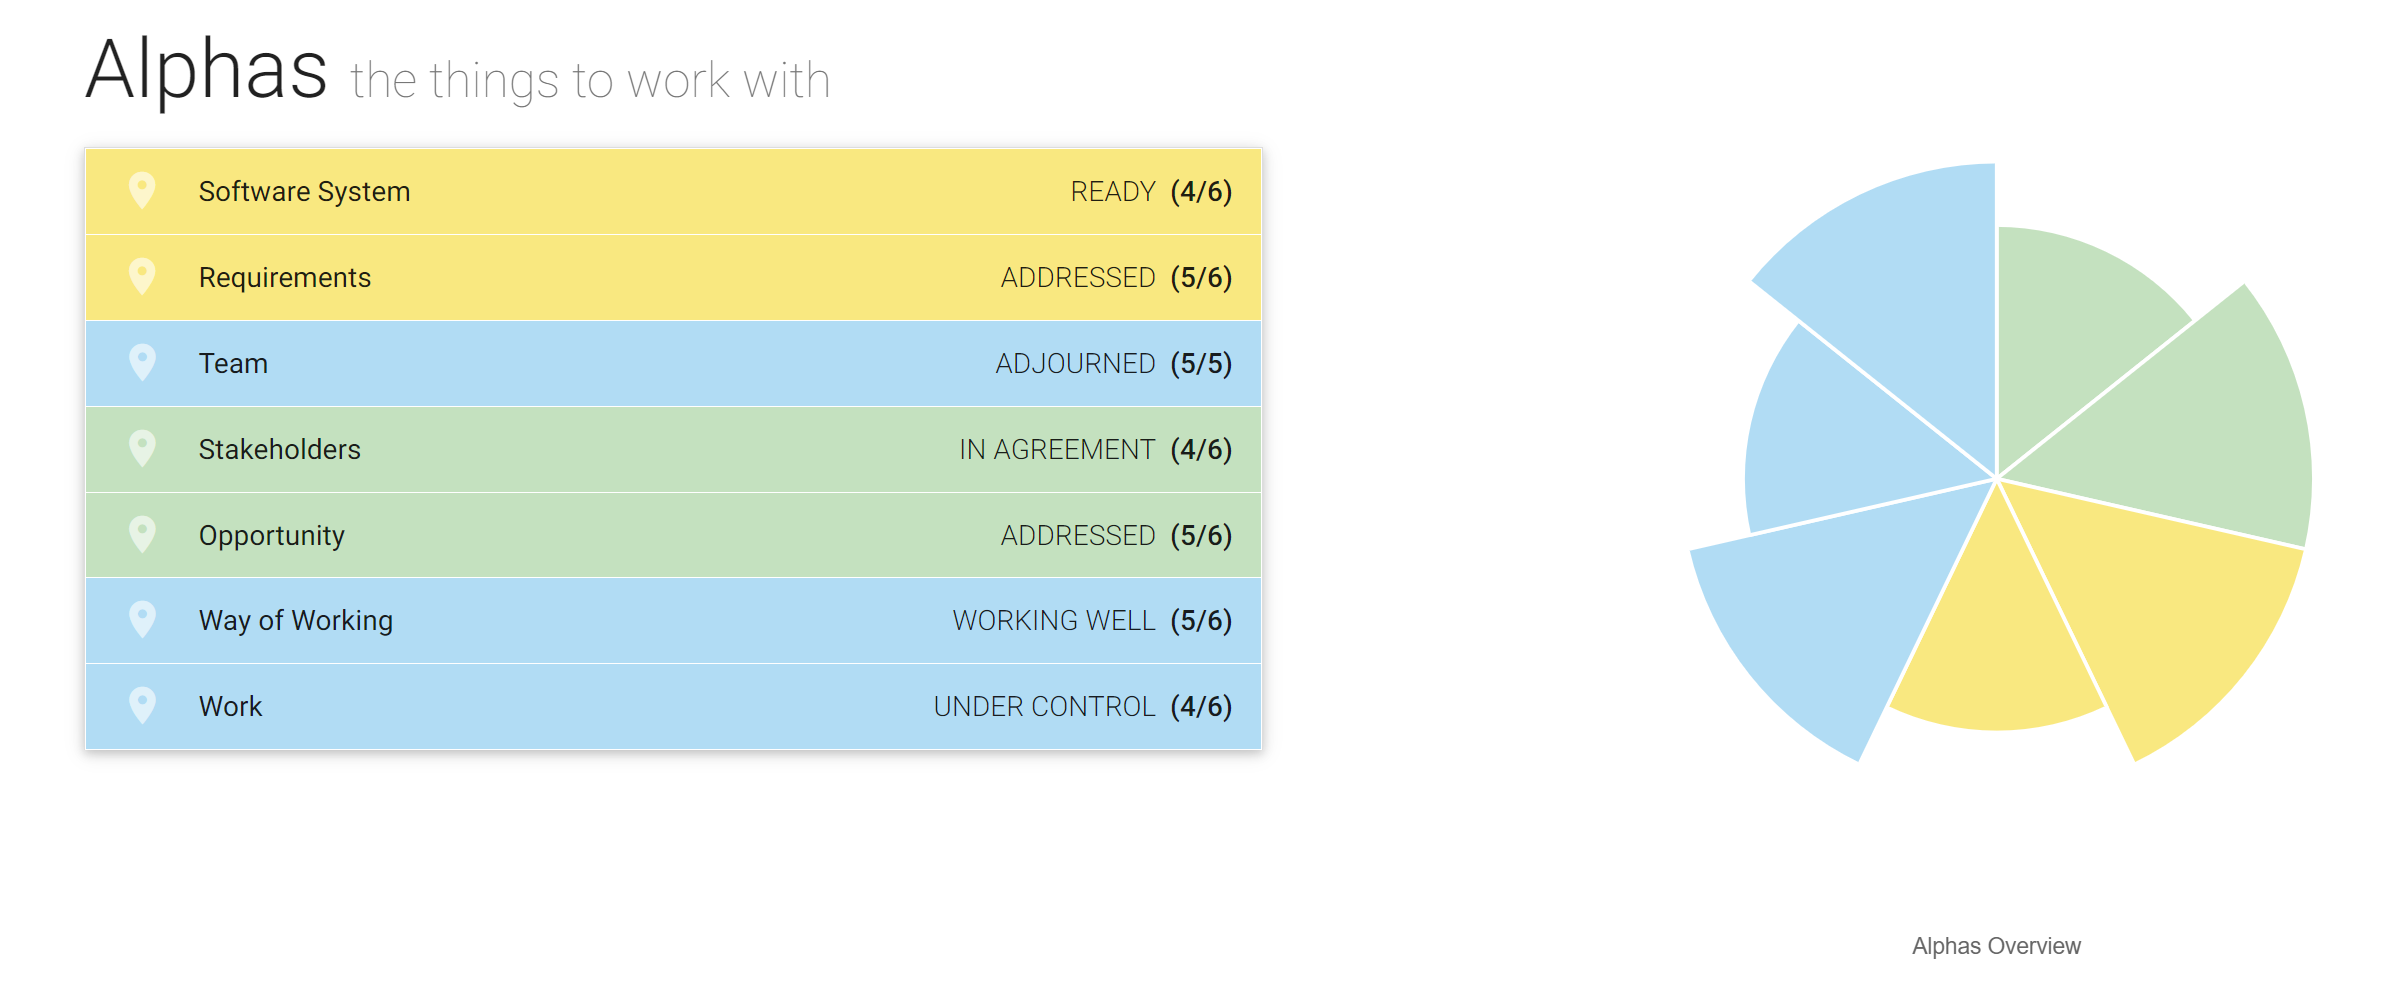 Alphas the things to work with
Software System READY (4/6)
Requirements ADDRESSED (5/6)
Team ADJOURNED (5/5)
Stakeholders IN AGREEMENT (4/6)
Opportunity ADDRESSED (5/6)
Way of Working WORKING WELL (5/6)
Work UNDER CONTROL (4/6)
Alphas Overview